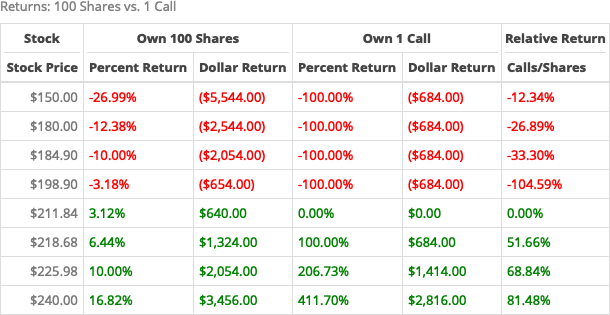 Returns: 100 Shares vs. 1 Call
Stock Own 100 Shares Own 1 Call Relative Return
Stock Price Percent Return Dollar Return Percent Return Dollar Return Calls/Shares
$150.00 -26.99% ($5,544.00) -100.00% ($684.00) -12.34%
$180.00 -12.38% ($2,544.00) -100.00% ($684.00) -26.89%
$184.90 -10.00% ($2,054.00) -100.00% ($684.00) -33.30%
$198.90 -3.18% ($654.00) -100.00% ($684.00) -104.59%
$211.84 3.12% $640.00 0.00% $0.00 0.00%
$218.68 6.44% $1,324.00 100.00% $684.00 51.66%
$225.98 10.00% $2,054.00 206.73% $1,414.00 68.84%
$240.00 16.82% $3,456.00 411.70% $2,816.00 81.48%